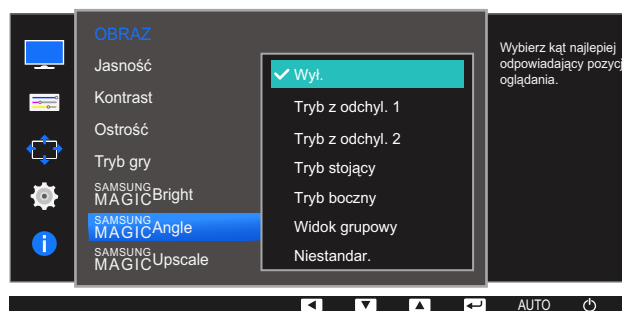 OBRAZ
Jasność
Kontrast
Ostrość
Tryb gry
SAMSUNG
MAGICBright
SAMSUNG
MAGICAngle
SAMSUNG
MAGICUpscale
Wył.
Tryb z odchyl. 1
Tryb z odchyl. 2
Tryb stojący
Tryb boczny
Widok grupowy
Niestandar.
Wybierz kąt najlepiej
odpowiadający pozycj
oglądania.
AUTO